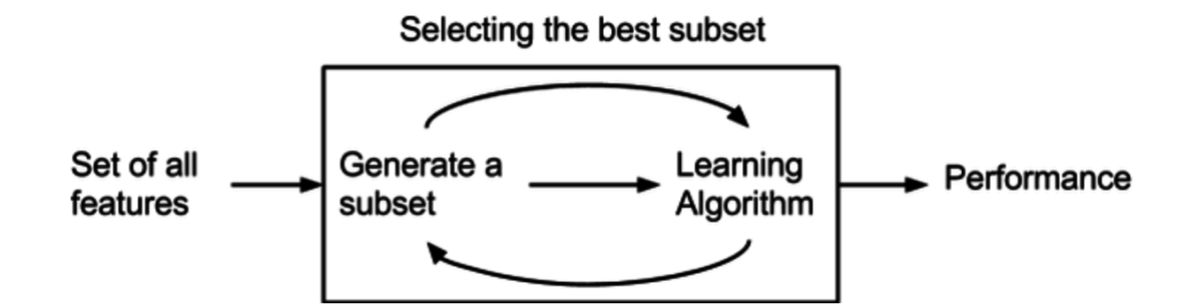 Selecting the best subset
Set of all
features
Generate a
subset
Learning
Algorithm
Performance